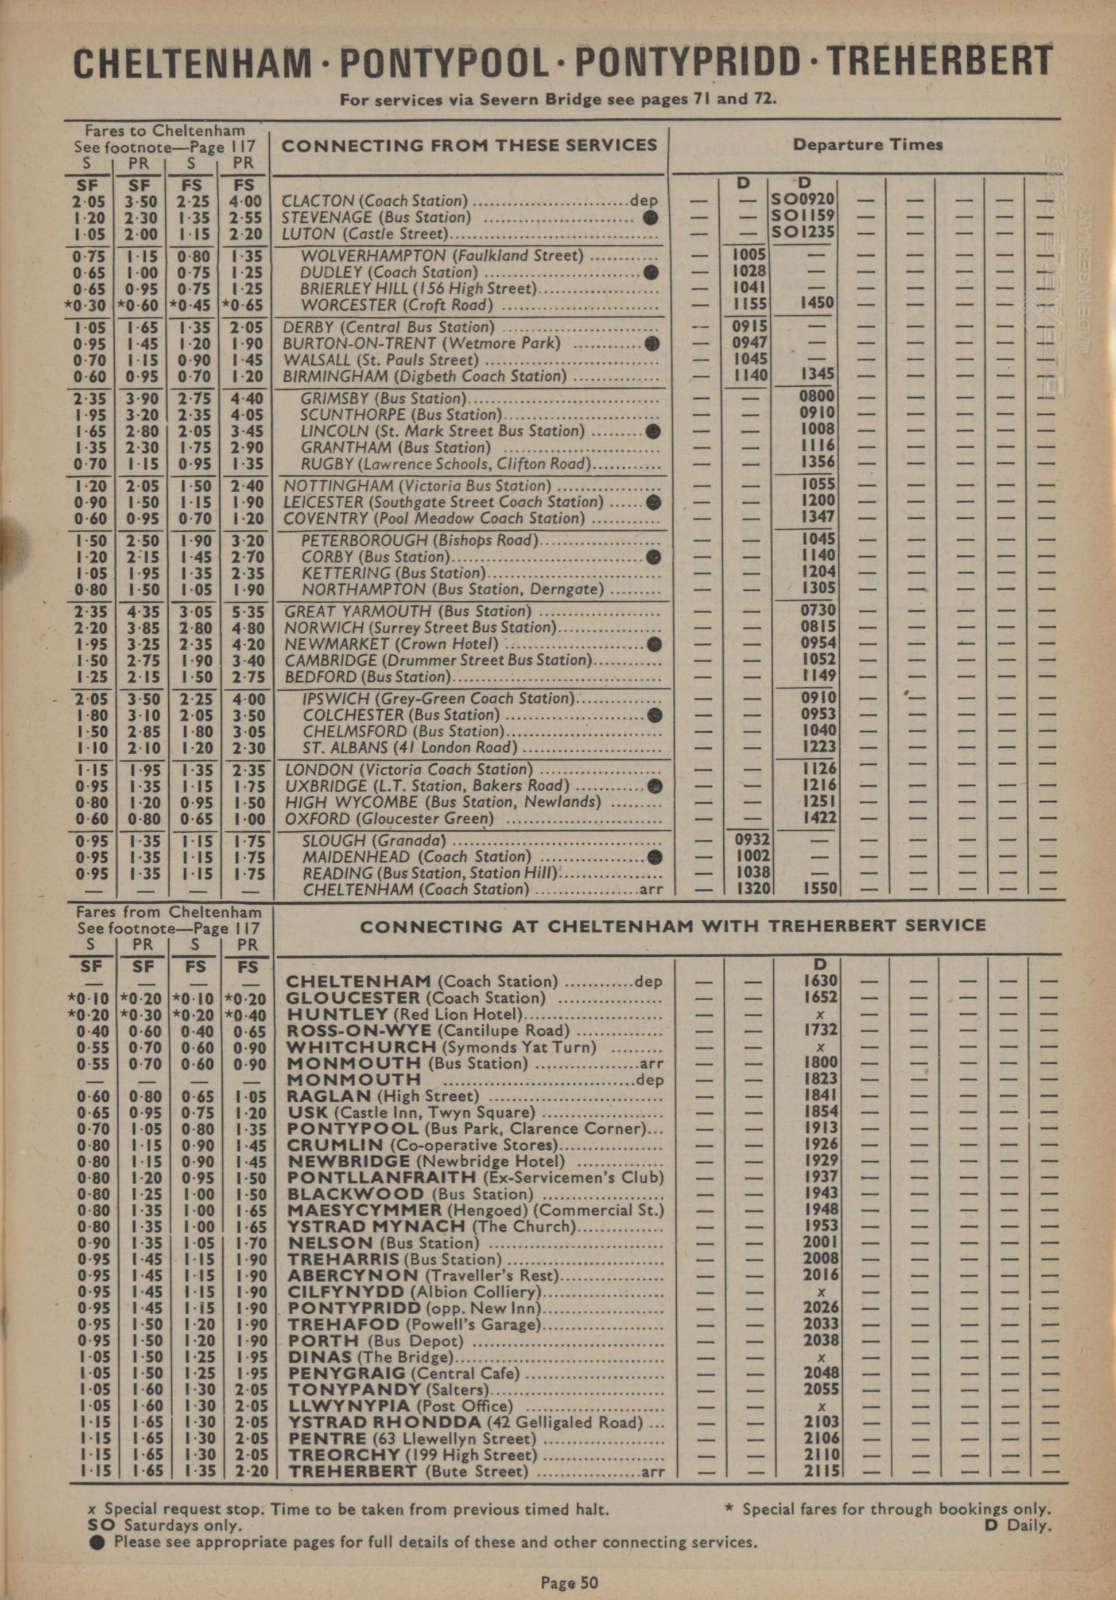 CHELTENHAM · PONTYPOOL · PONTYPRIDD · TREHERBERT
For services via Severn Bridge see pages 71 and 72.
Fares to Cheltenham
See footnote—Page 117 CONNECTING FROM THESE SERVICES Departure Times
S PR S PR
SF SF FS FS D D
2·05 3·50 2·25 4·00 CLACTON (Coach Station) ........................... dep — — SO0920 — — — — —
1·20 2·30 1·35 2·55 STEVENAGE (Bus Station) ........................... ● — — SO1159 — — — — —
1·05 2·00 1·15 2·20 LUTON (Castle Street)................................... — — SO1235 — — — — —
0·75 1·15 0·80 1·35 WOLVERHAMPTON (Faulkland Street) ............ — 1005 — — — — — —
0·65 1·00 0·75 1·25 DUDLEY (Coach Station) ........................... ● — 1028 — — — — — —
0·65 0·95 0·75 1·25 BRIERLEY HILL (156 High Street)..................... — 1041 — — — — — —
*0·30 *0·60 *0·45 *0·65 WORCESTER (Croft Road) ........................... — 1155 1450 — — — — —
1·05 1·65 1·35 2·05 DERBY (Central Bus Station) ........................... — 0915 — — — — — —
0·95 1·45 1·20 1·90 BURTON-ON-TRENT (Wetmore Park) ............ ● — 0947 — — — — — —
0·70 1·15 0·90 1·45 WALSALL (St. Pauls Street) .............................. — 1045 — — — — — —
0·60 0·95 0·70 1·20 BIRMINGHAM (Digbeth Coach Station) ............... — 1140 1345 — — — — —
2·35 3·90 2·75 4·40 GRIMSBY (Bus Station)................................. — — 0800 — — — — —
1·95 3·20 2·35 4·05 SCUNTHORPE (Bus Station)........................... — — 0910 — — — — —
1·65 2·80 2·05 3·45 LINCOLN (St. Mark Street Bus Station) ......... ● — — 1008 — — — — —
1·35 2·30 1·75 2·90 GRANTHAM (Bus Station) ........................... — — 1116 — — — — —
0·70 1·15 0·95 1·35 RUGBY (Lawrence Schools, Clifton Road)............ — — 1356 — — — — —
1·20 2·05 1·50 2·40 NOTTINGHAM (Victoria Bus Station) .................. — — 1055 — — — — —
0·90 1·50 1·15 1·90 LEICESTER (Southgate Street Coach Station) ...... ● — — 1200 — — — — —
0·60 0·95 0·70 1·20 COVENTRY (Pool Meadow Coach Station) ............ — — 1347 — — — — —
1·50 2·50 1·90 3·20 PETERBOROUGH (Bishops Road)..................... — — 1045 — — — — —
1·20 2·15 1·45 2·70 CORBY (Bus Station)................................. ● — — 1140 — — — — —
1·05 1·95 1·35 2·35 KETTERING (Bus Station).............................. — — 1204 — — — — —
0·80 1·50 1·05 1·90 NORTHAMPTON (Bus Station, Derngate) ......... — — 1305 — — — — —
2·35 4·35 3·05 5·35 GREAT YARMOUTH (Bus Station) ..................... — — 0730 — — — — —
2·20 3·85 2·80 4·80 NORWICH (Surrey Street Bus Station).................. — — 0815 — — — — —
1·95 3·25 2·35 4·20 NEWMARKET (Crown Hotel) ........................ ● — — 0954 — — — — —
1·50 2·75 1·90 3·40 CAMBRIDGE (Drummer Street Bus Station)............ — — 1052 — — — — —
1·25 2·15 1·50 2·75 BEDFORD (Bus Station).................................... — — 1149 — — — — —
2·05 3·50 2·25 4·00 IPSWICH (Grey-Green Coach Station)............... — — 0910 — — — — —
1·80 3·10 2·05 3·50 COLCHESTER (Bus Station) ........................ ● — — 0953 — — — — —
1·50 2·85 1·80 3·05 CHELMSFORD (Bus Station)........................... — — 1040 — — — — —
1·10 2·10 1·20 2·30 ST. ALBANS (41 London Road) ........................ — — 1223 — — — — —
1·15 1·95 1·35 2·35 LONDON (Victoria Coach Station) ..................... — — 1126 — — — — —
0·95 1·35 1·15 1·75 UXBRIDGE (L.T. Station, Bakers Road) ............ ● — — 1216 — — — — —
0·80 1·20 0·95 1·50 HIGH WYCOMBE (Bus Station, Newlands) ......... — — 1251 — — — — —
0·60 0·80 0·65 1·00 OXFORD (Gloucester Green) ........................... — — 1422 — — — — —
0·95 1·35 1·15 1·75 SLOUGH (Granada) .................................... — 0932 — — — — — —
0·95 1·35 1·15 1·75 MAIDENHEAD (Coach Station) .................. ● — 1002 — — — — — —
0·95 1·35 1·15 1·75 READING (Bus Station, Station Hill).................. — 1038 — — — — — —
— — — — CHELTENHAM (Coach Station) .................. arr — 1320 1550 — — — — —
Fares from Cheltenham
See footnote—Page 117 CONNECTING AT CHELTENHAM WITH TREHERBERT SERVICE
S PR S PR
SF SF FS FS D
— — — — CHELTENHAM (Coach Station) ............dep — — 1630 — — — — —
*0·10 *0·20 *0·10 *0·20 GLOUCESTER (Coach Station) .................. — — 1652 — — — — —
*0·20 *0·30 *0·20 *0·40 HUNTLEY (Red Lion Hotel)........................ — — x — — — — —
0·40 0·60 0·40 0·65 ROSS-ON-WYE (Cantilupe Road) ............... — — 1732 — — — — —
0·55 0·70 0·60 0·90 WHITCHURCH (Symonds Yat Turn) ......... — — x — — — — —
0·55 0·70 0·60 0·90 MONMOUTH (Bus Station) ..................arr — — 1800 — — — — —
— — — — MONMOUTH .................................dep — — 1823 — — — — —
0·60 0·80 0·65 1·05 RAGLAN (High Street) .............................. — — 1841 — — — — —
0·65 0·95 0·75 1·20 USK (Castle Inn, Twyn Square) ..................... — — 1854 — — — — —
0·70 1·05 0·80 1·35 PONTYPOOL (Bus Park, Clarence Corner)... — — 1913 — — — — —
0·80 1·15 0·90 1·45 CRUMLIN (Co-operative Stores).................. — — 1926 — — — — —
0·80 1·15 0·90 1·45 NEWBRIDGE (Newbridge Hotel) ............... — — 1929 — — — — —
0·80 1·20 0·95 1·50 PONTLLANFRAITH (Ex-Servicemen's Club) — — 1937 — — — — —
0·80 1·25 1·00 1·50 BLACKWOOD (Bus Station) ..................... — — 1943 — — — — —
0·80 1·35 1·00 1·65 MAESYCYMMER (Hengoed) (Commercial St.) — — 1948 — — — — —
0·80 1·35 1·00 1·65 YSTRAD MYNACH (The Church)............... — — 1953 — — — — —
0·90 1·35 1·05 1·70 NELSON (Bus Station) .............................. — — 2001 — — — — —
0·95 1·45 1·15 1·90 TREHARRIS (Bus Station) ........................... — — 2008 — — — — —
0·95 1·45 1·15 1·90 ABERCYNON (Traveller's Rest).................. — — 2016 — — — — —
0·95 1·45 1·15 1·90 CILFYNYDD (Albion Colliery)..................... — — x — — — — —
0·95 1·45 1·15 1·90 PONTYPRIDD (opp. New Inn)..................... — — 2026 — — — — —
0·95 1·50 1·20 1·90 TREHAFOD (Powell's Garage)..................... — — 2033 — — — — —
0·95 1·50 1·20 1·90 PORTH (Bus Depot) ................................. — — 2038 — — — — —
1·05 1·50 1·25 1·95 DINAS (The Bridge).................................... — — x — — — — —
1·05 1·50 1·25 1·95 PENYGRAIG (Central Cafe) ........................ — — 2048 — — — — —
1·05 1·60 1·30 2·05 TONYPANDY (Salters).............................. — — 2055 — — — — —
1·05 1·60 1·30 2·05 LLWYNYPIA (Post Office) ........................ — — x — — — — —
1·15 1·65 1·30 2·05 YSTRAD RHONDDA (42 Gelligaled Road) ... — — 2103 — — — — —
1·15 1·65 1·30 2·05 PENTRE (63 Llewellyn Street) ..................... — — 2106 — — — — —
1·15 1·65 1·30 2·05 TREORCHY (199 High Street) ..................... — — 2110 — — — — —
1·15 1·65 1·35 2·20 TREHERBERT (Bute Street) ..................arr — — 2115 — — — — —
x Special request stop. Time to be taken from previous timed halt. * Special fares for through bookings only.
SO Saturdays only. D Daily.
● Please see appropriate pages for full details of these and other connecting services.
Page 50